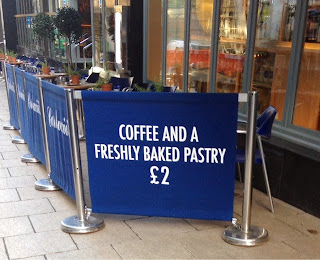 COFFEE AND A
FRESHLY BAKED PASTRY
£2